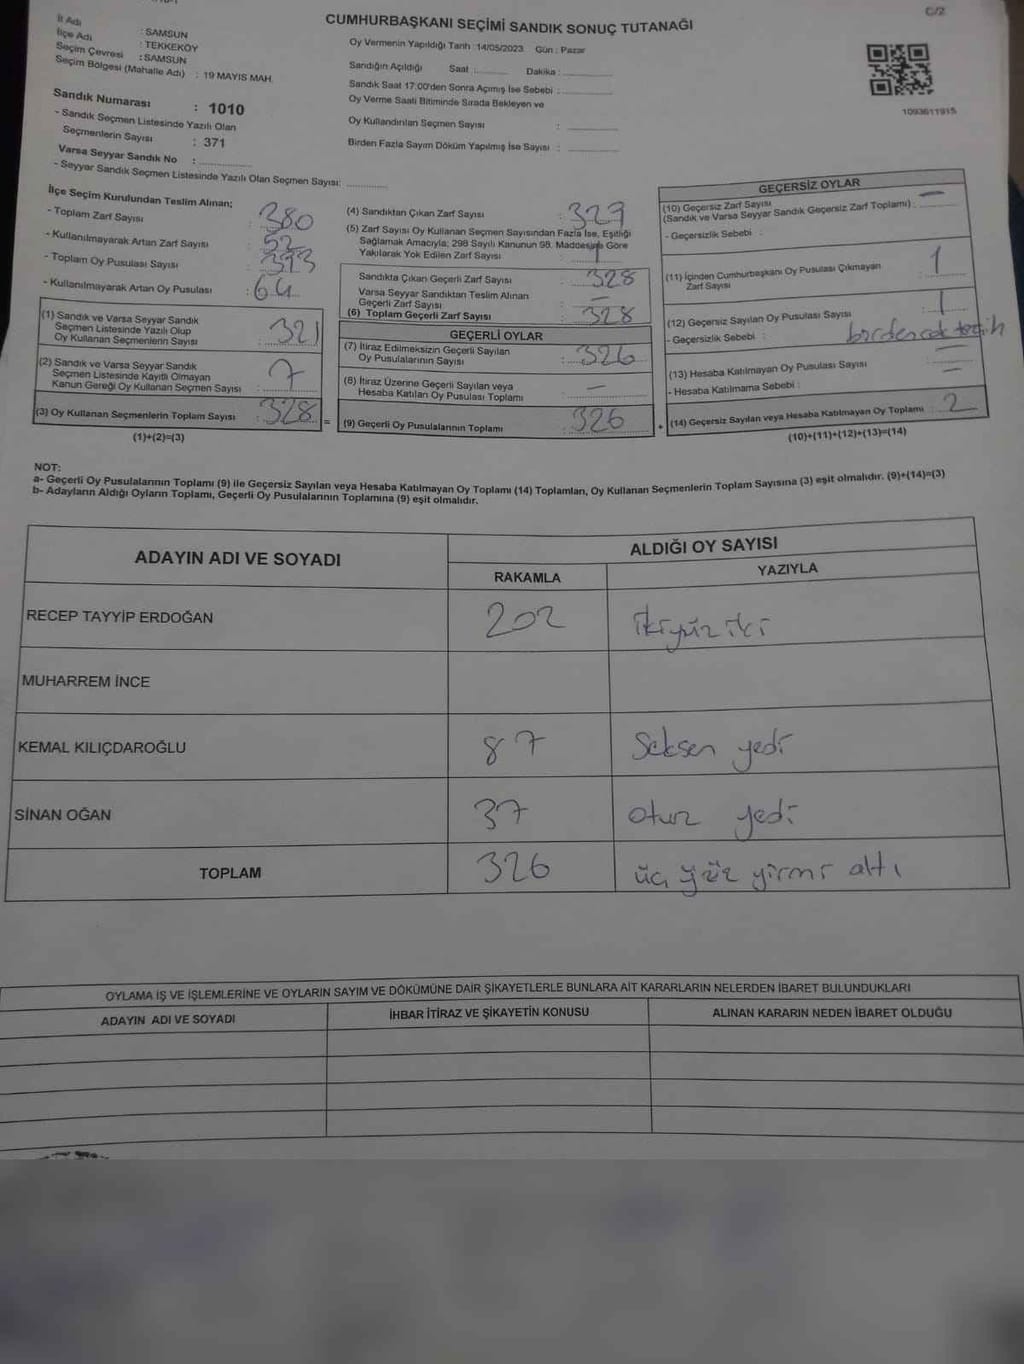 C/2
CUMHURBAŞKANI SEÇİMİ SANDIK SONUÇ TUTANAĞI
İl Adı : SAMSUN
İlçe Adı : TEKKEKÖY
Seçim Çevresi : SAMSUN
Seçim Bölgesi (Mahalle Adı) : 19 MAYIS MAH.
Sandık Numarası : 1010
- Sandık Seçmen Listesinde Yazılı Olan
Seçmenlerin Sayısı : 371
Varsa Seyyar Sandık No :
- Seyyar Sandık Seçmen Listesinde Yazılı Olan Seçmen Sayısı:
Oy Vermenin Yapıldığı Tarih : 14/05/2023 Gün : Pazar
Sandığın Açıldığı Saat : Dakika :
Sandık Saat 17:00'den Sonra Açımış İse Sebebi :
Oy Verme Saati Bitiminde Sırada Bekleyen ve
Oy Kullandırılan Seçmen Sayısı :
Birden Fazla Sayım Döküm Yapılmış İse Sayısı :
1093611915
İlçe Seçim Kurulundan Teslim Alınan;
- Toplam Zarf Sayısı : 380
- Kullanılmayarak Artan Zarf Sayısı : 52
- Toplam Oy Pusulası Sayısı : 393
- Kullanılmayarak Artan Oy Pusulası : 64
(1) Sandık ve Varsa Seyyar Sandık
Seçmen Listesinde Yazılı Olup
Oy Kullanan Seçmenlerin Sayısı : 321
(2) Sandık ve Varsa Seyyar Sandık
Seçmen Listesinde Kayıtlı Olmayan
Kanun Gereği Oy Kullanan Seçmen Sayısı : 7
(3) Oy Kullanan Seçmenlerin Toplam Sayısı : 328 =
(1)+(2)=(3)
(4) Sandıktan Çıkan Zarf Sayısı : 329
(5) Zarf Sayısı Oy Kullanan Seçmen Sayısından Fazla İse, Eşitliği
Sağlamak Amacıyla; 298 Sayılı Kanunun 98. Maddesine Göre
Yakılarak Yok Edilen Zarf Sayısı : 1
Sandıkta Çıkan Geçerli Zarf Sayısı : 328
Varsa Seyyar Sandıktan Teslim Alınan
Geçerli Zarf Sayısı : —
(6) Toplam Geçerli Zarf Sayısı : 328
GEÇERLİ OYLAR
(7) İtiraz Edilmeksizin Geçerli Sayılan
Oy Pusulalarının Sayısı : 326
(8) İtiraz Üzerine Geçerli Sayılan veya
Hesaba Katılan Oy Pusulası Toplamı : —
(9) Geçerli Oy Pusulalarının Toplamı : 326 +
GEÇERSİZ OYLAR
(10) Geçersiz Zarf Sayısı
(Sandık ve Varsa Seyyar Sandık Geçersiz Zarf Toplamı) : —
- Geçersizlik Sebebi :
(11) İçinden Cumhurbaşkanı Oy Pusulası Çıkmayan
Zarf Sayısı : 1
(12) Geçersiz Sayılan Oy Pusulası Sayısı : 1
- Geçersizlik Sebebi : birden çok tercih
(13) Hesaba Katılmayan Oy Pusulası Sayısı : —
- Hesaba Katılmama Sebebi : —
(14) Geçersiz Sayılan veya Hesaba Katılmayan Oy Toplamı : 2
(10)+(11)+(12)+(13)=(14)
NOT:
a- Geçerli Oy Pusulalarının Toplamı (9) ile Geçersiz Sayılan veya Hesaba Katılmayan Oy Toplamı (14) Toplamları, Oy Kullanan Seçmenlerin Toplam Sayısına (3) eşit olmalıdır. (9)+(14)=(3)
b- Adayların Aldığı Oyların Toplamı, Geçerli Oy Pusulalarının Toplamına (9) eşit olmalıdır.
ADAYIN ADI VE SOYADI ALDIĞI OY SAYISI
RAKAMLA YAZIYLA
RECEP TAYYİP ERDOĞAN 202 ikiyüz iki
MUHARREM İNCE
KEMAL KILIÇDAROĞLU 87 Seksen yedi
SİNAN OĞAN 37 otuz yedi
TOPLAM 326 üç yüz yirmi altı
OYLAMA İŞ VE İŞLEMLERİNE VE OYLARIN SAYIM VE DÖKÜMÜNE DAİR ŞİKAYETLERLE BUNLARA AİT KARARLARIN NELERDEN İBARET BULUNDUKLARI
ADAYIN ADI VE SOYADI İHBAR İTİRAZ VE ŞİKAYETİN KONUSU ALINAN KARARIN NEDEN İBARET OLDUĞU